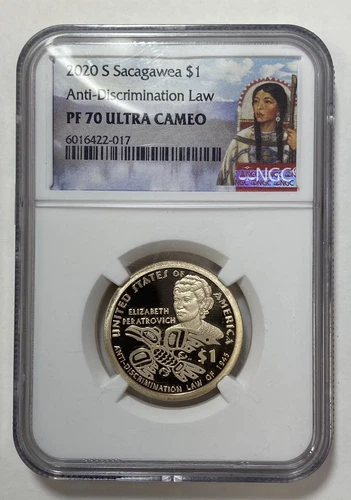 2020 S Sacagawea $1
Anti-Discrimination Law
PF 70 ULTRA CAMEO
6016422-017
NGC
UNITED STATES OF AMERICA
ELIZABETH
PERATROVICH
$1
ANTI-DISCRIMINATION LAW OF 1945